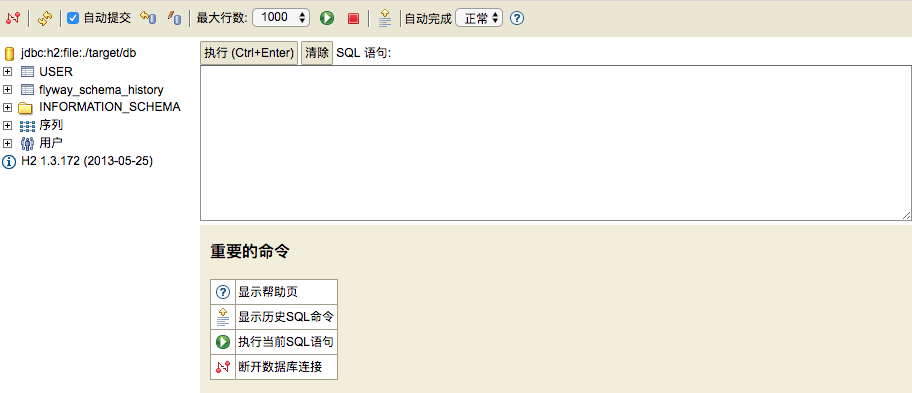 自动提交 最大行数: 1000 自动完成 正常
jdbc:h2:file:./target/db
USER
flyway_schema_history
INFORMATION_SCHEMA
序列
用户
H2 1.3.172 (2013-05-25)
执行 (Ctrl+Enter) 清除 SQL 语句:
重要的命令
显示帮助页
显示历史SQL命令
执行当前SQL语句
断开数据库连接